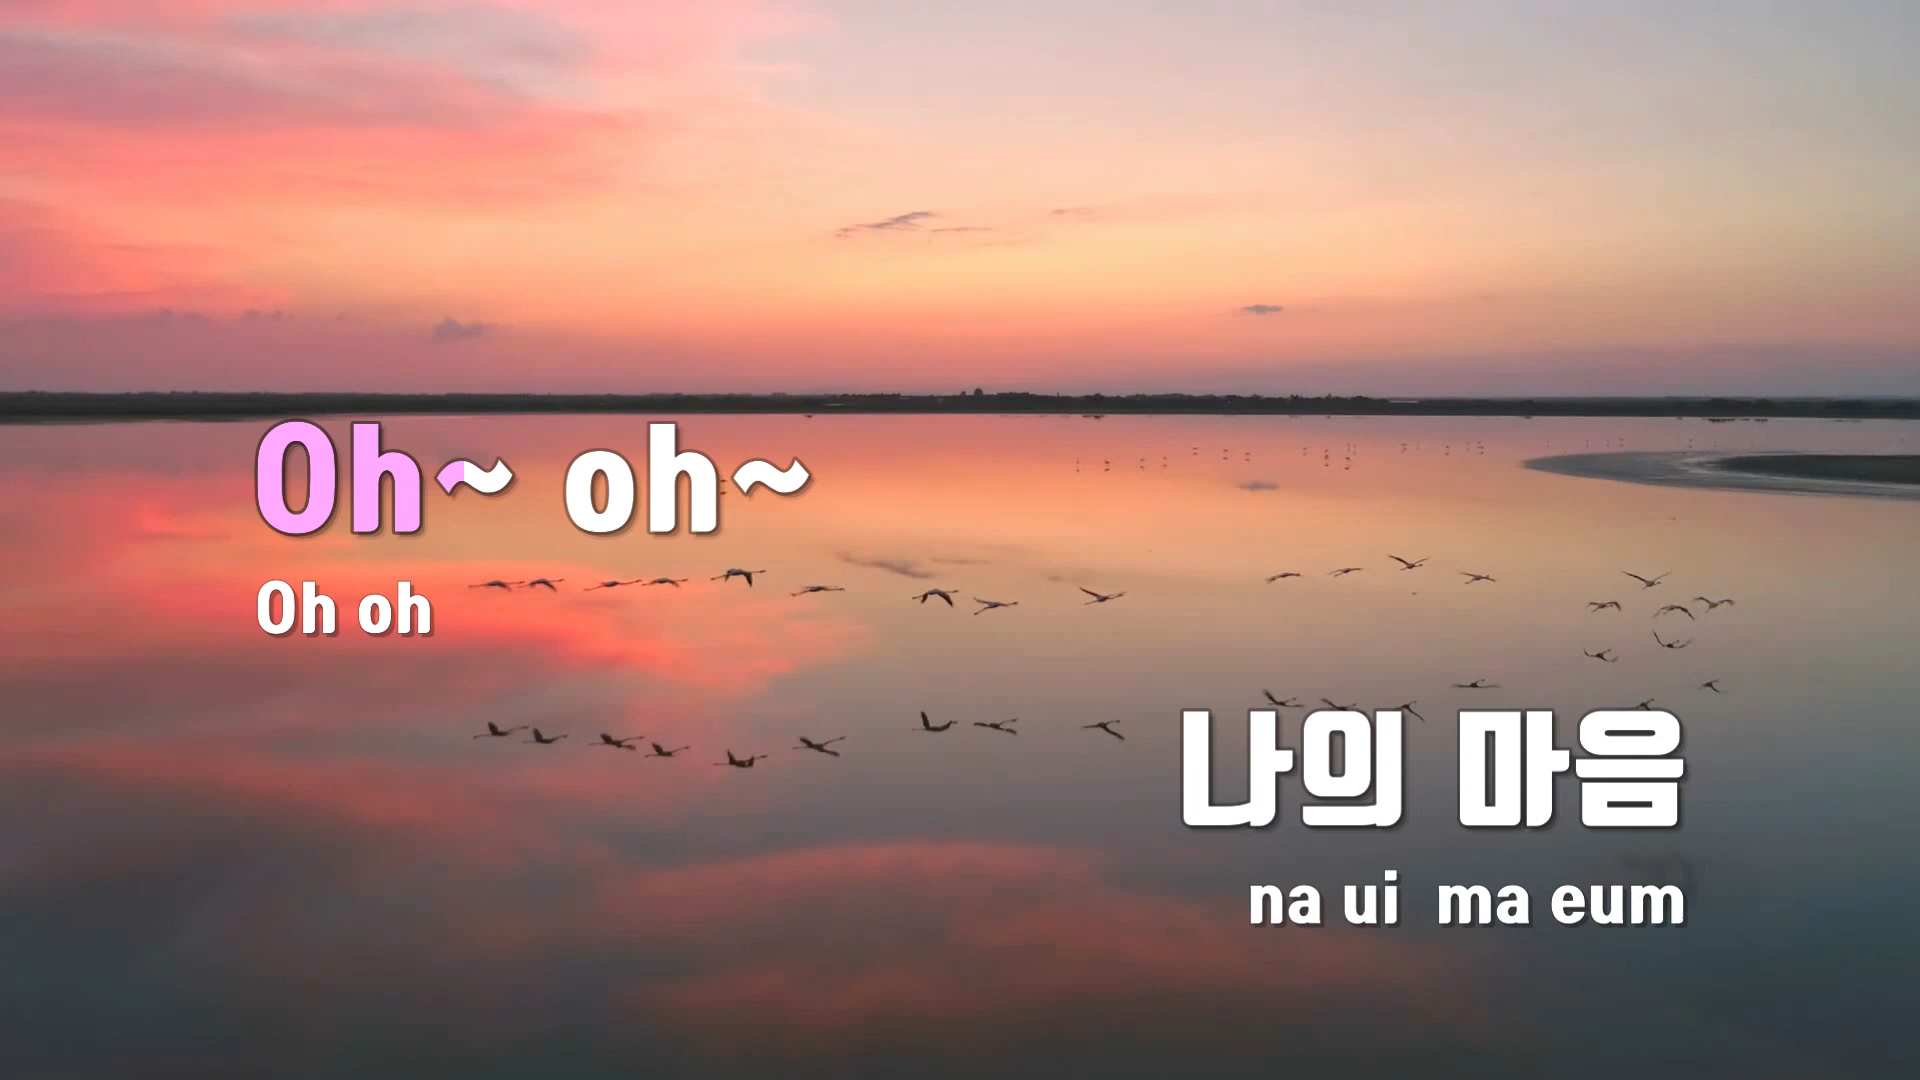 Oh~ oh~
Oh oh
나의 마음
na ui ma eum